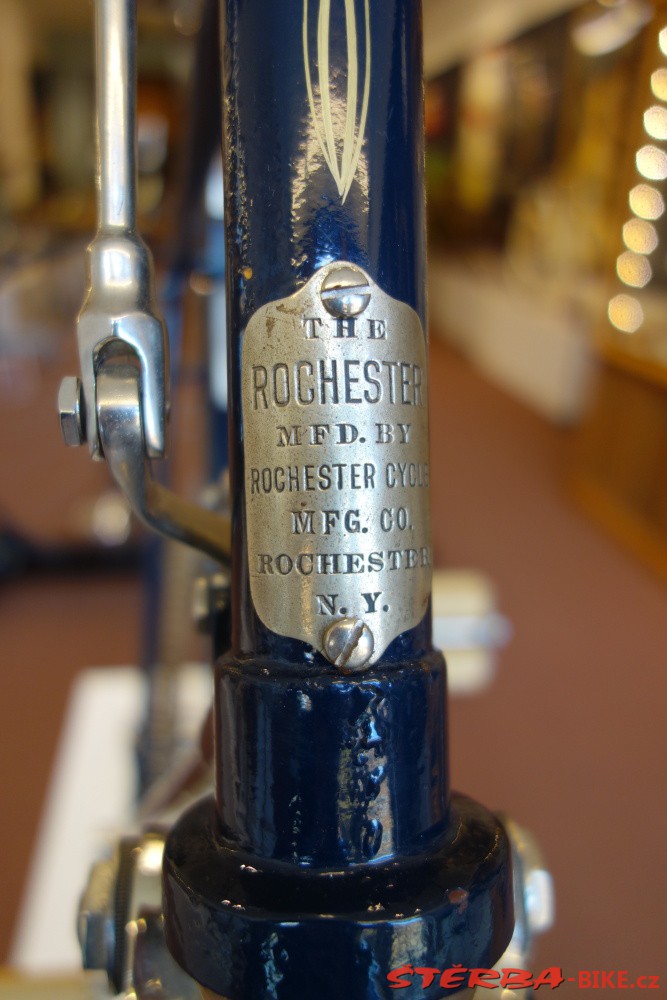 THE
ROCHESTER
MFD. BY
ROCHESTER CYCLE
MFG. CO.
ROCHESTER
N. Y.
ŠTĚRBA-BIKE.cz